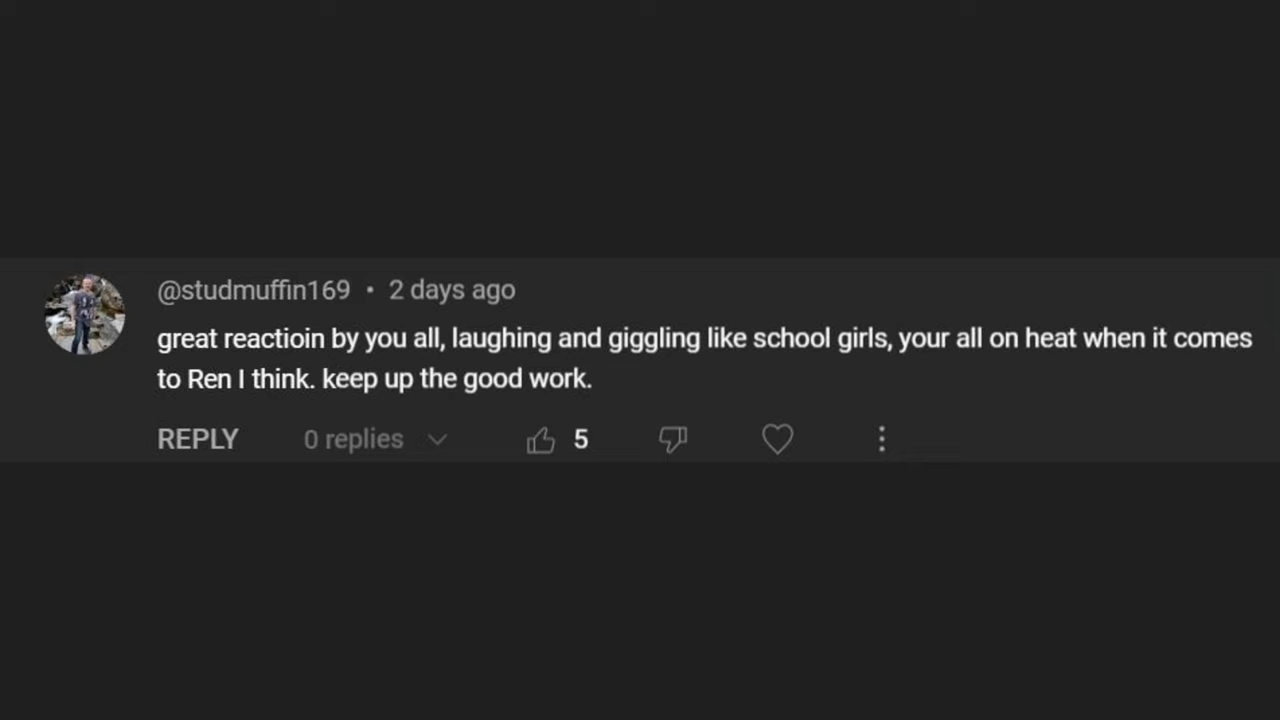 @studmuffin169 • 2 days ago
great reactioin by you all, laughing and giggling like school girls, your all on heat when it comes
to Ren I think. keep up the good work.
REPLY 0 replies 5